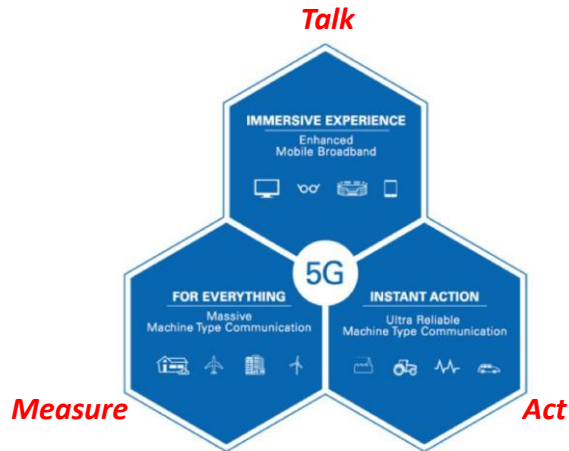 Talk
IMMERSIVE EXPERIENCE
Enhanced
Mobile Broadband
5G
FOR EVERYTHING
Massive
Machine Type Communication
INSTANT ACTION
Ultra Reliable
Machine Type Communication
Measure
Act